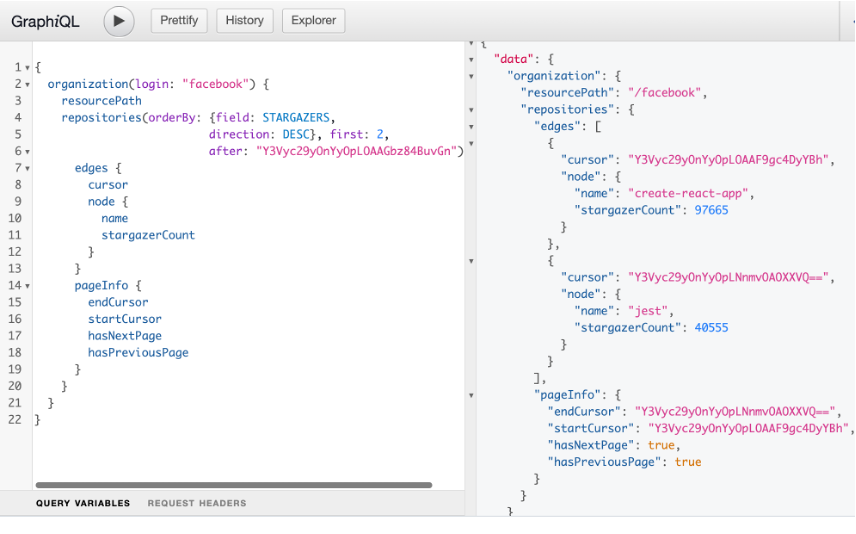 GraphiQL Prettify History Explorer
1 {
2 organization(login: "facebook") {
3 resourcePath
4 repositories(orderBy: {field: STARGAZERS,
5 direction: DESC}, first: 2,
6 after: "Y3Vyc29yOnYyOpLOAAGbz84BuvGn")
7 edges {
8 cursor
9 node {
10 name
11 stargazerCount
12 }
13 }
14 pageInfo {
15 endCursor
16 startCursor
17 hasNextPage
18 hasPreviousPage
19 }
20 }
21 }
22 }
QUERY VARIABLES REQUEST HEADERS
{
"data": {
"organization": {
"resourcePath": "/facebook",
"repositories": {
"edges": [
{
"cursor": "Y3Vyc29yOnYyOpLOAAF9gc4DyYBh",
"node": {
"name": "create-react-app",
"stargazerCount": 97665
}
},
{
"cursor": "Y3Vyc29yOnYyOpLNnmvOAOXXVQ==",
"node": {
"name": "jest",
"stargazerCount": 40555
}
}
],
"pageInfo": {
"endCursor": "Y3Vyc29yOnYyOpLNnmvOAOXXVQ==",
"startCursor": "Y3Vyc29yOnYyOpLOAAF9gc4DyYBh",
"hasNextPage": true,
"hasPreviousPage": true
}
}
}